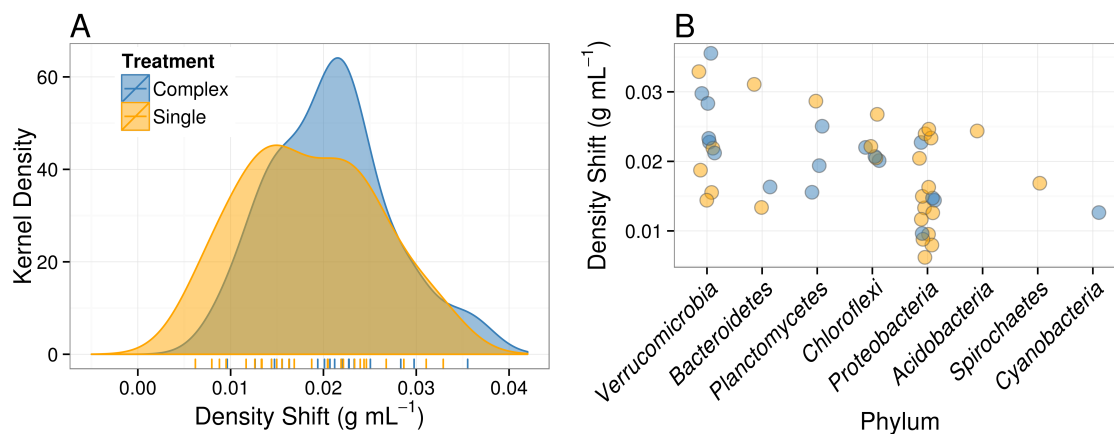 A
Treatment
Complex
Single
60
40
20
0
Kernel Density
0.00 0.01 0.02 0.03 0.04
Density Shift (g mL−1)
B
0.03
0.02
0.01
Density Shift (g mL−1)
Verrucomicrobia
Bacteroidetes
Planctomycetes
Chloroflexi
Proteobacteria
Acidobacteria
Spirochaetes
Cyanobacteria
Phylum